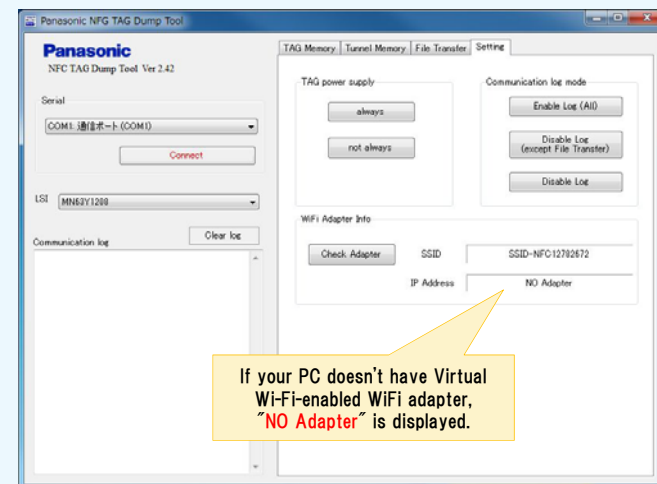 Panasonic NFG TAG Dump Tool
Panasonic
NFC TAG Dump Tool Ver 2.42
Serial
COM1: 通信ポート (COM1)
Connect
LSI
MN63Y1208
Communication log
Clear log
TAG Memory
Tunnel Memory
File Transfer
Setting
TAG power supply
always
not always
Communication log mode
Enable Log (All)
Disable Log
(except File Transfer)
Disable Log
WiFi Adapter Info
Check Adapter
SSID
SSID-NFC12792672
IP Address
NO Adapter
If your PC doesn't have Virtual
Wi-Fi-enabled WiFi adapter,
"NO Adapter" is displayed.